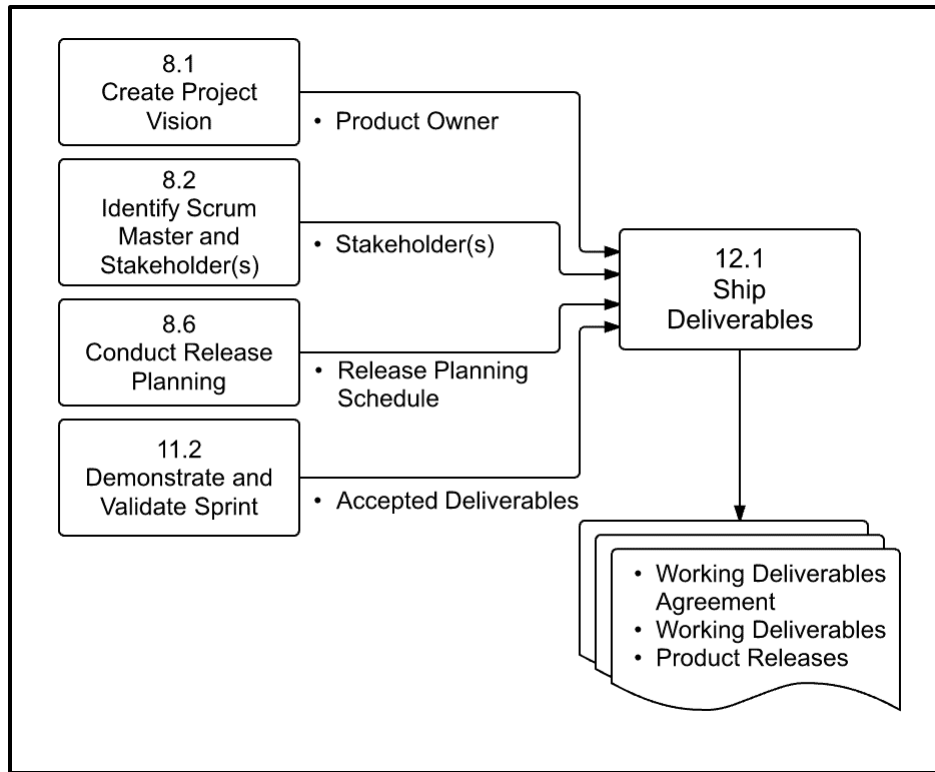 8.1
Create Project
Vision
• Product Owner
8.2
Identify Scrum
Master and
Stakeholder(s)
• Stakeholder(s)
8.6
Conduct Release
Planning
• Release Planning
Schedule
11.2
Demonstrate and
Validate Sprint
• Accepted Deliverables
12.1
Ship
Deliverables
• Working Deliverables
Agreement
• Working Deliverables
• Product Releases